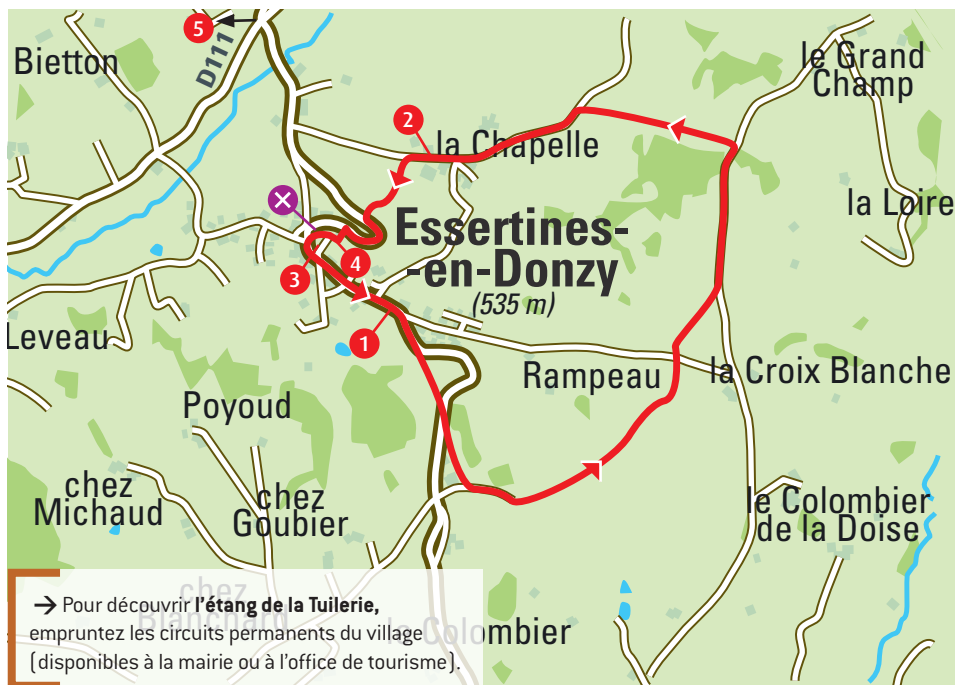 5
D111
Bietton
le Grand
Champ
2
la Chapelle
la Loire
Essertines-
-en-Donzy
(535 m)
4
3
1
Leveau
Rampeau
la Croix Blanche
Poyoud
chez
Michaud
chez
Goubier
le Colombier
de la Doise
chez
Blanchard
le Colombier
→ Pour découvrir l'étang de la Tuilerie,
empruntez les circuits permanents du village
(disponibles à la mairie ou à l'office de tourisme).